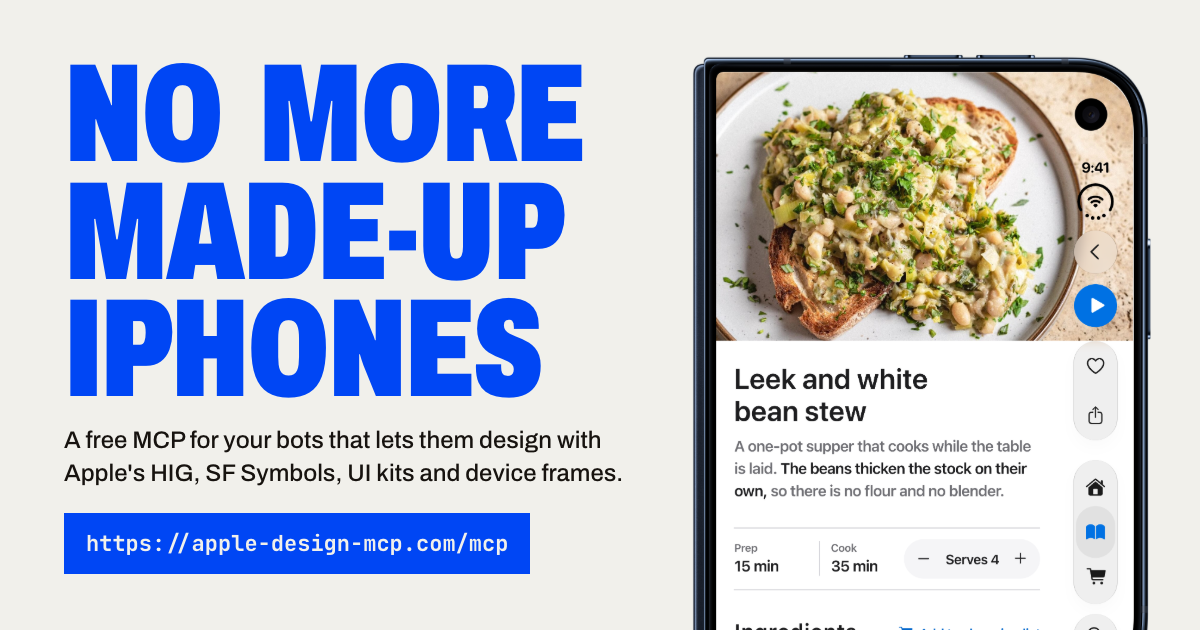 NO MORE
MADE-UP
IPHONES
A free MCP for your bots that lets them design with
Apple's HIG, SF Symbols, UI kits and device frames.
https://apple-design-mcp.com/mcp
9:41
Leek and white
bean stew
A one-pot supper that cooks while the table
is laid. The beans thicken the stock on their
own, so there is no flour and no blender.
Prep
15 min
Cook
35 min
Serves 4
Ingredients